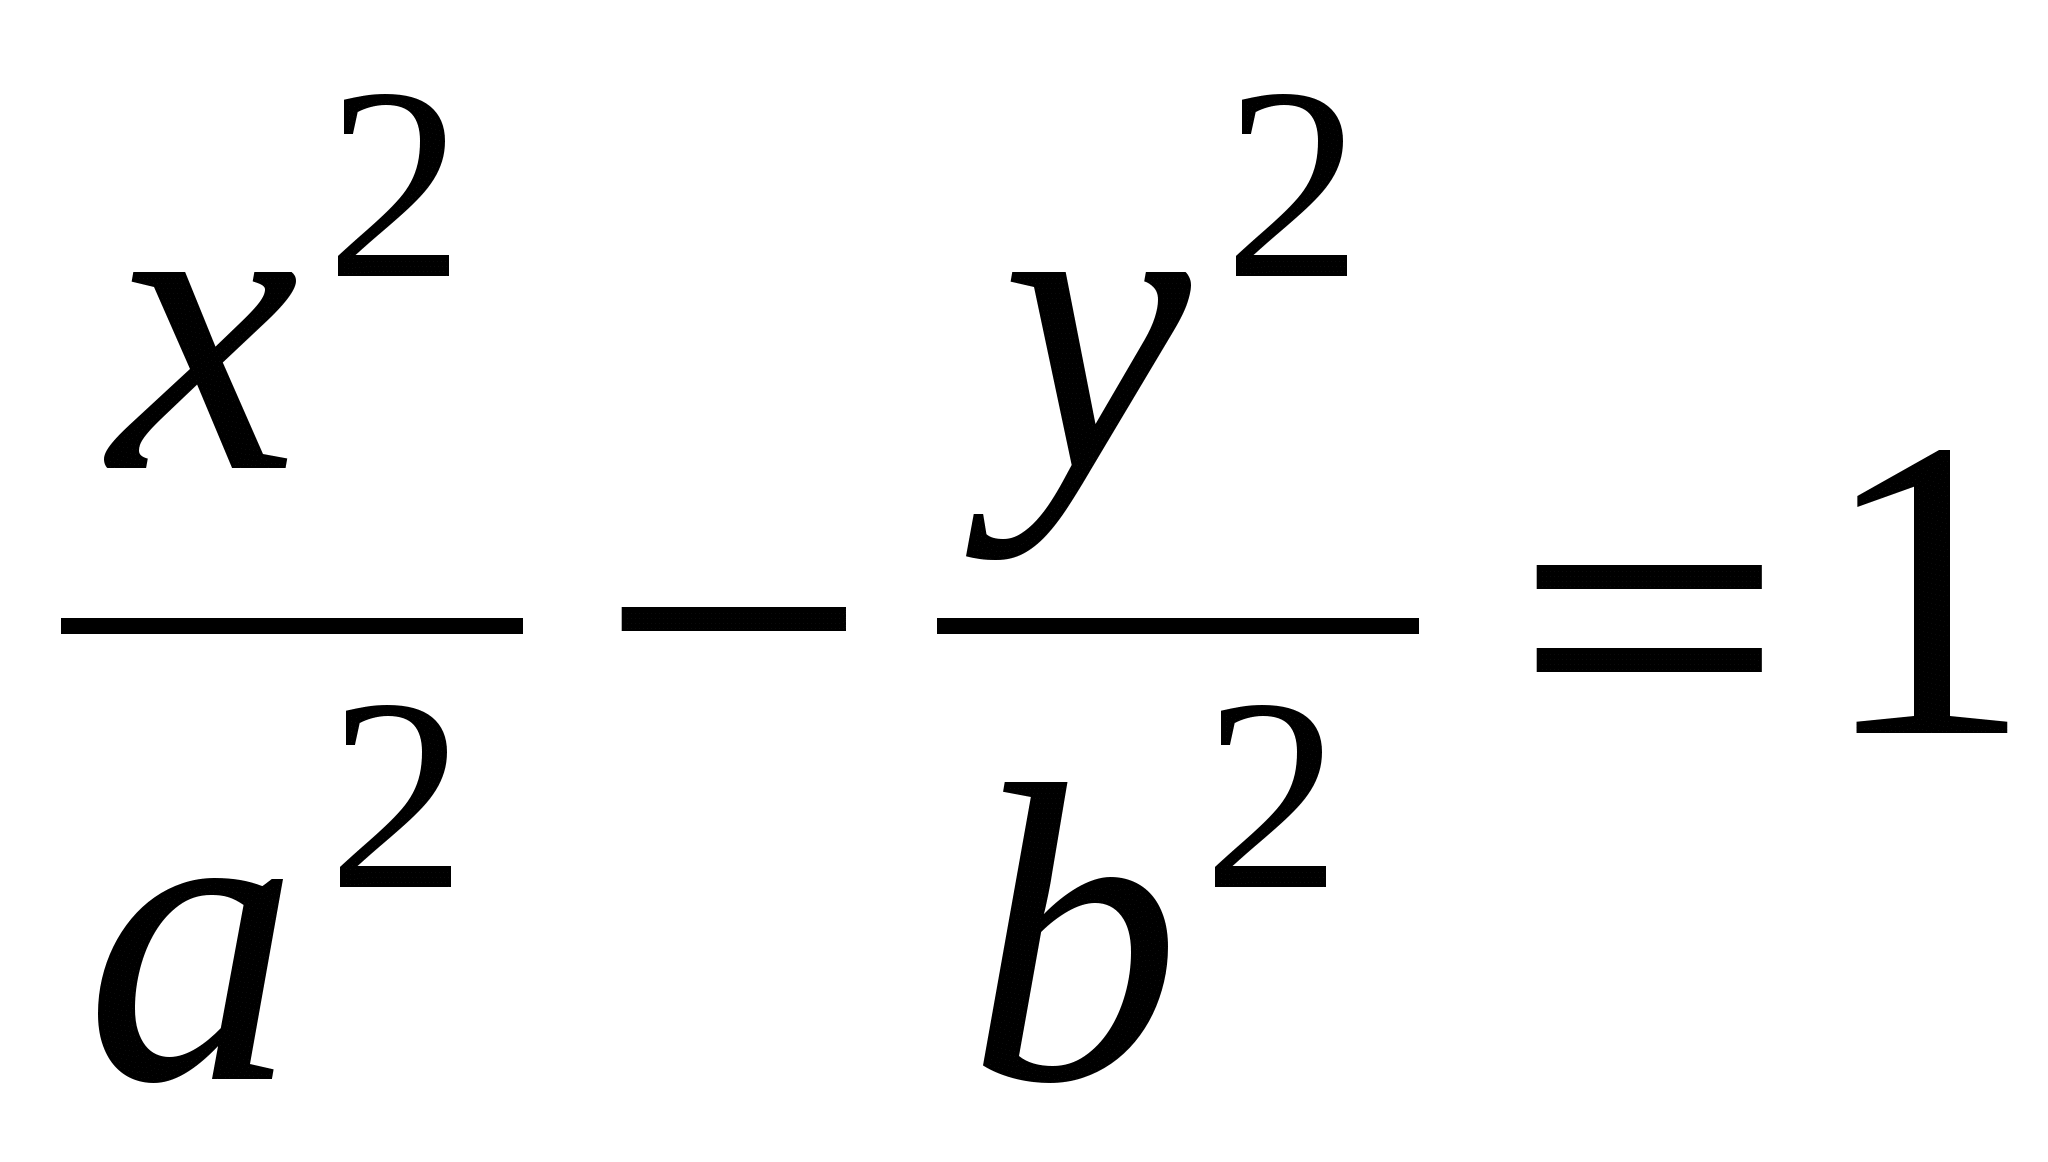 x²/a² − y²/b² = 1